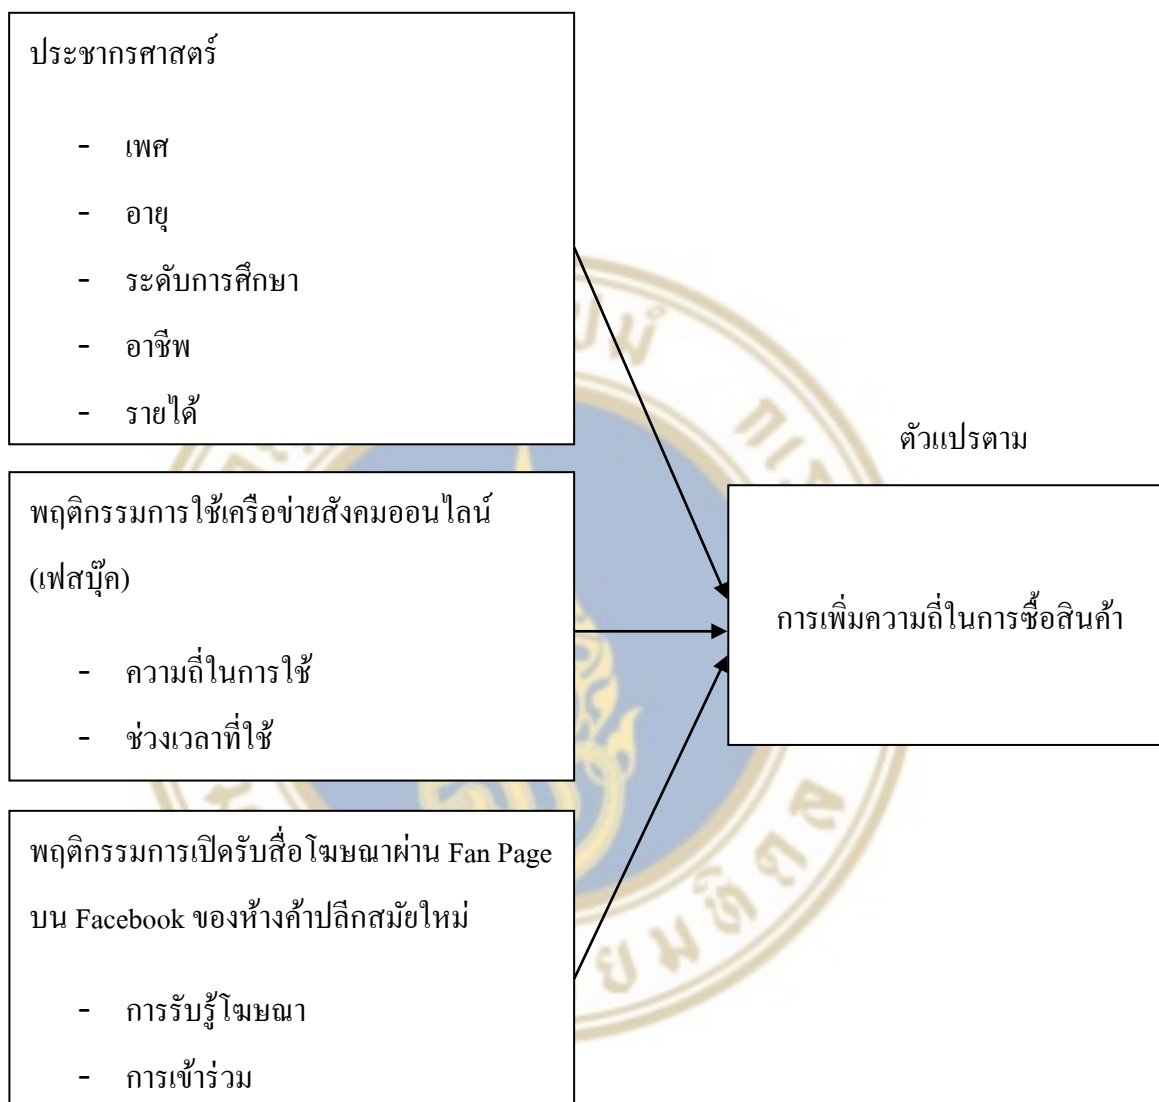 ประชากรศาสตร์
- เพศ
- อายุ
- ระดับการศึกษา
- อาชีพ
- รายได้
พฤติกรรมการใช้เครือข่ายสังคมออนไลน์
(เฟสบุ๊ค)
- ความถี่ในการใช้
- ช่วงเวลาที่ใช้
พฤติกรรมการเปิดรับสื่อโฆษณาผ่าน Fan Page
บน Facebook ของห้างค้าปลีกสมัยใหม่
- การรับรู้โฆษณา
- การเข้าร่วม
ตัวแปรตาม
การเพิ่มความถี่ในการซื้อสินค้า